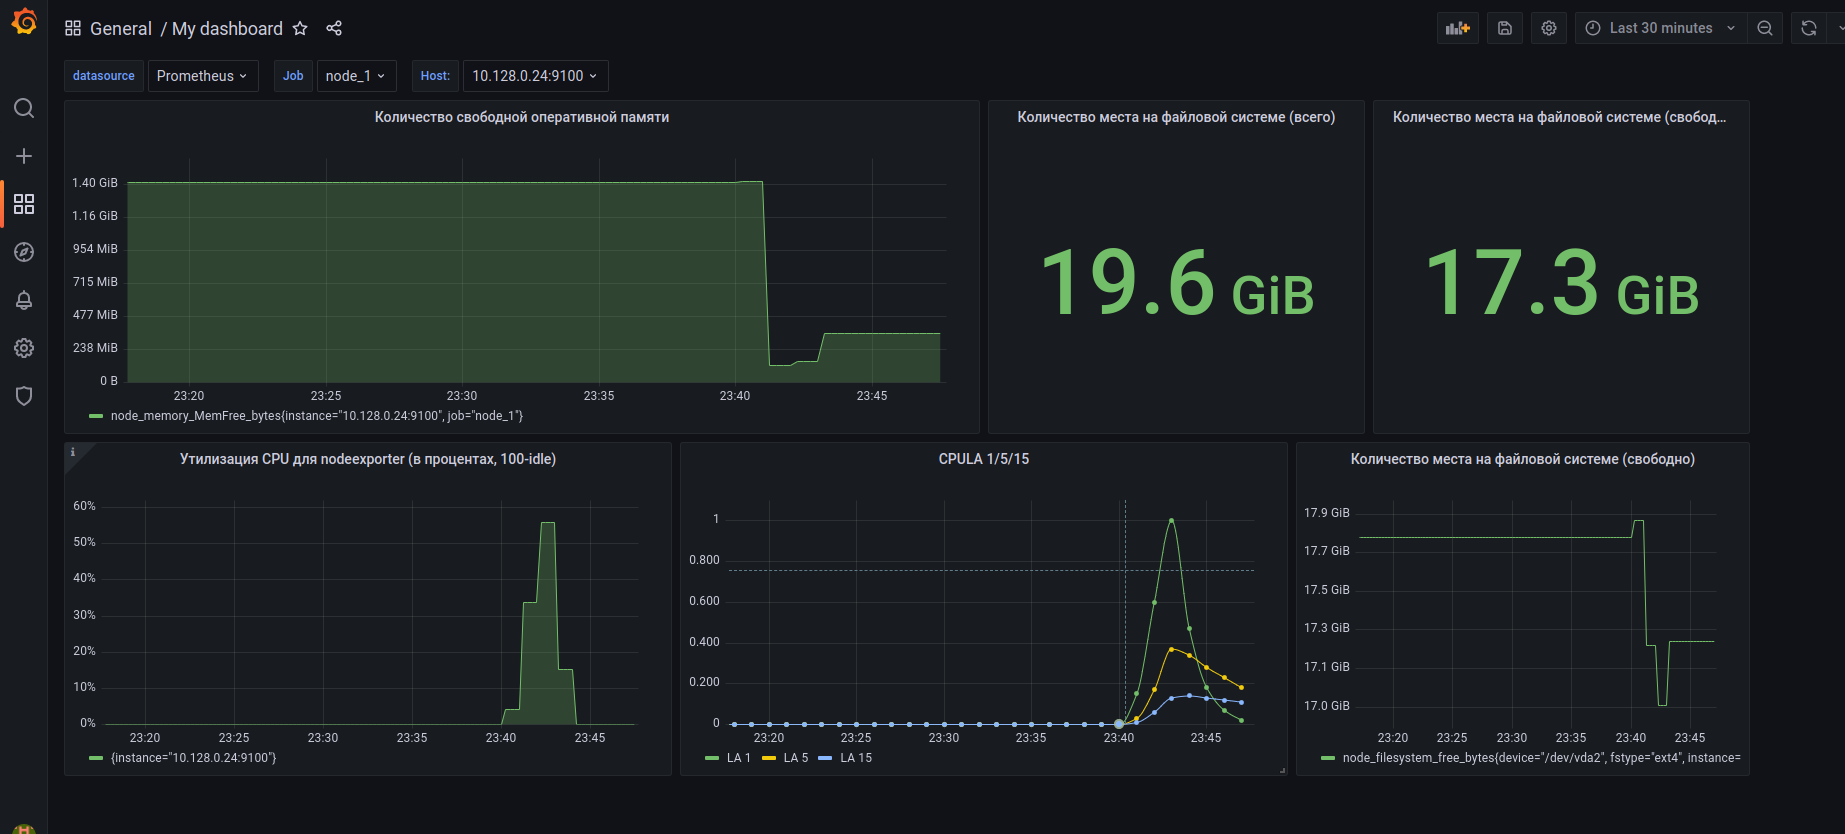 General / My dashboard
Last 30 minutes
datasource Prometheus Job node_1 Host: 10.128.0.24:9100
Количество свободной оперативной памяти
1.40 GiB
1.16 GiB
954 MiB
715 MiB
477 MiB
238 MiB
0 B
23:20 23:25 23:30 23:35 23:40 23:45
node_memory_MemFree_bytes{instance="10.128.0.24:9100", job="node_1"}
Количество места на файловой системе (всего)
19.6 GiB
Количество места на файловой системе (свобод...
17.3 GiB
i
Утилизация CPU для nodeexporter (в процентах, 100-idle)
60%
50%
40%
30%
20%
10%
0%
23:20 23:25 23:30 23:35 23:40 23:45
{instance="10.128.0.24:9100"}
CPULA 1/5/15
1
0.800
0.600
0.400
0.200
0
23:20 23:25 23:30 23:35 23:40 23:45
LA 1 LA 5 LA 15
Количество места на файловой системе (свободно)
17.9 GiB
17.7 GiB
17.5 GiB
17.3 GiB
17.1 GiB
17.0 GiB
23:20 23:25 23:30 23:35 23:40 23:45
node_filesystem_free_bytes{device="/dev/vda2", fstype="ext4", instance=